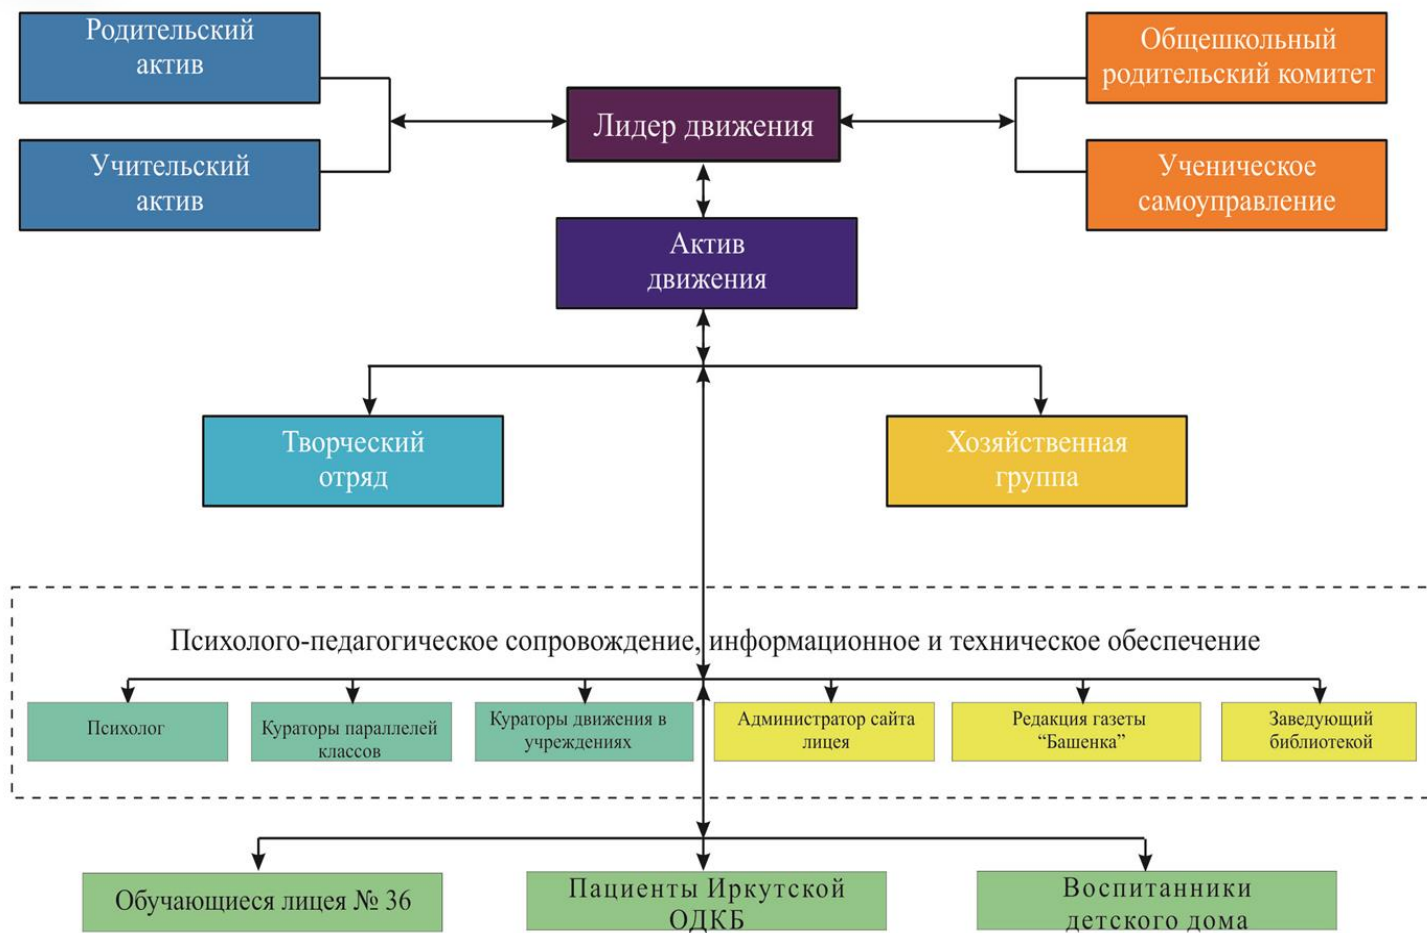 Родительский
актив
Общешкольный
родительский комитет
Лидер движения
Учительский
актив
Ученическое
самоуправление
Актив
движения
Творческий
отряд
Хозяйственная
группа
Психолого-педагогическое сопровождение, информационное и техническое обеспечение
Психолог
Кураторы параллелей
классов
Кураторы движения в
учреждениях
Администратор сайта
лицея
Редакция газеты
“Башенка”
Заведующий
библиотекой
Обучающиеся лицея № 36
Пациенты Иркутской
ОДКБ
Воспитанники
детского дома